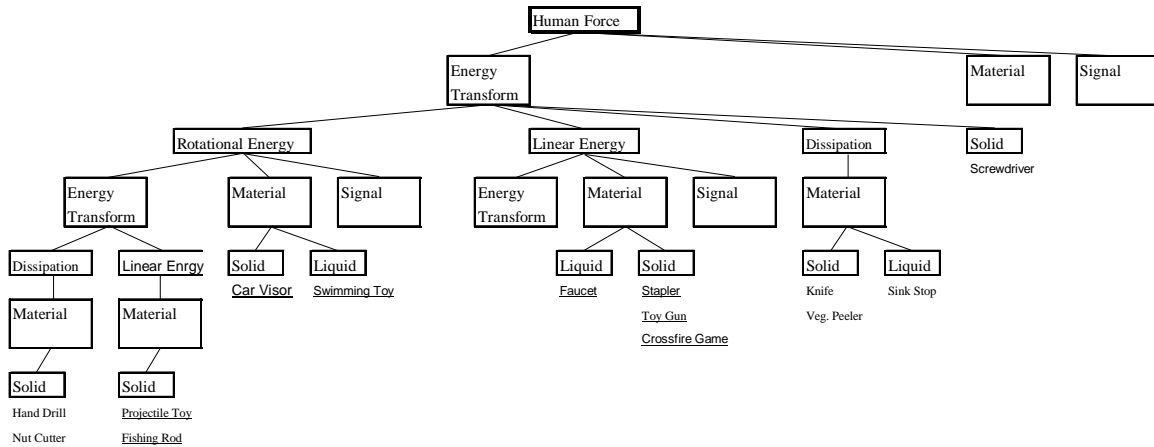 Human Force
Energy
Transform
Material
Signal
Rotational Energy
Linear Energy
Dissipation
Solid
Screwdriver
Energy
Transform
Material
Signal
Energy
Transform
Material
Signal
Material
Dissipation
Linear Enrgy
Solid
Car Visor
Liquid
Swimming Toy
Liquid
Faucet
Solid
Stapler
Toy Gun
Crossfire Game
Solid
Knife
Veg. Peeler
Liquid
Sink Stop
Material
Material
Solid
Hand Drill
Nut Cutter
Solid
Projectile Toy
Fishing Rod